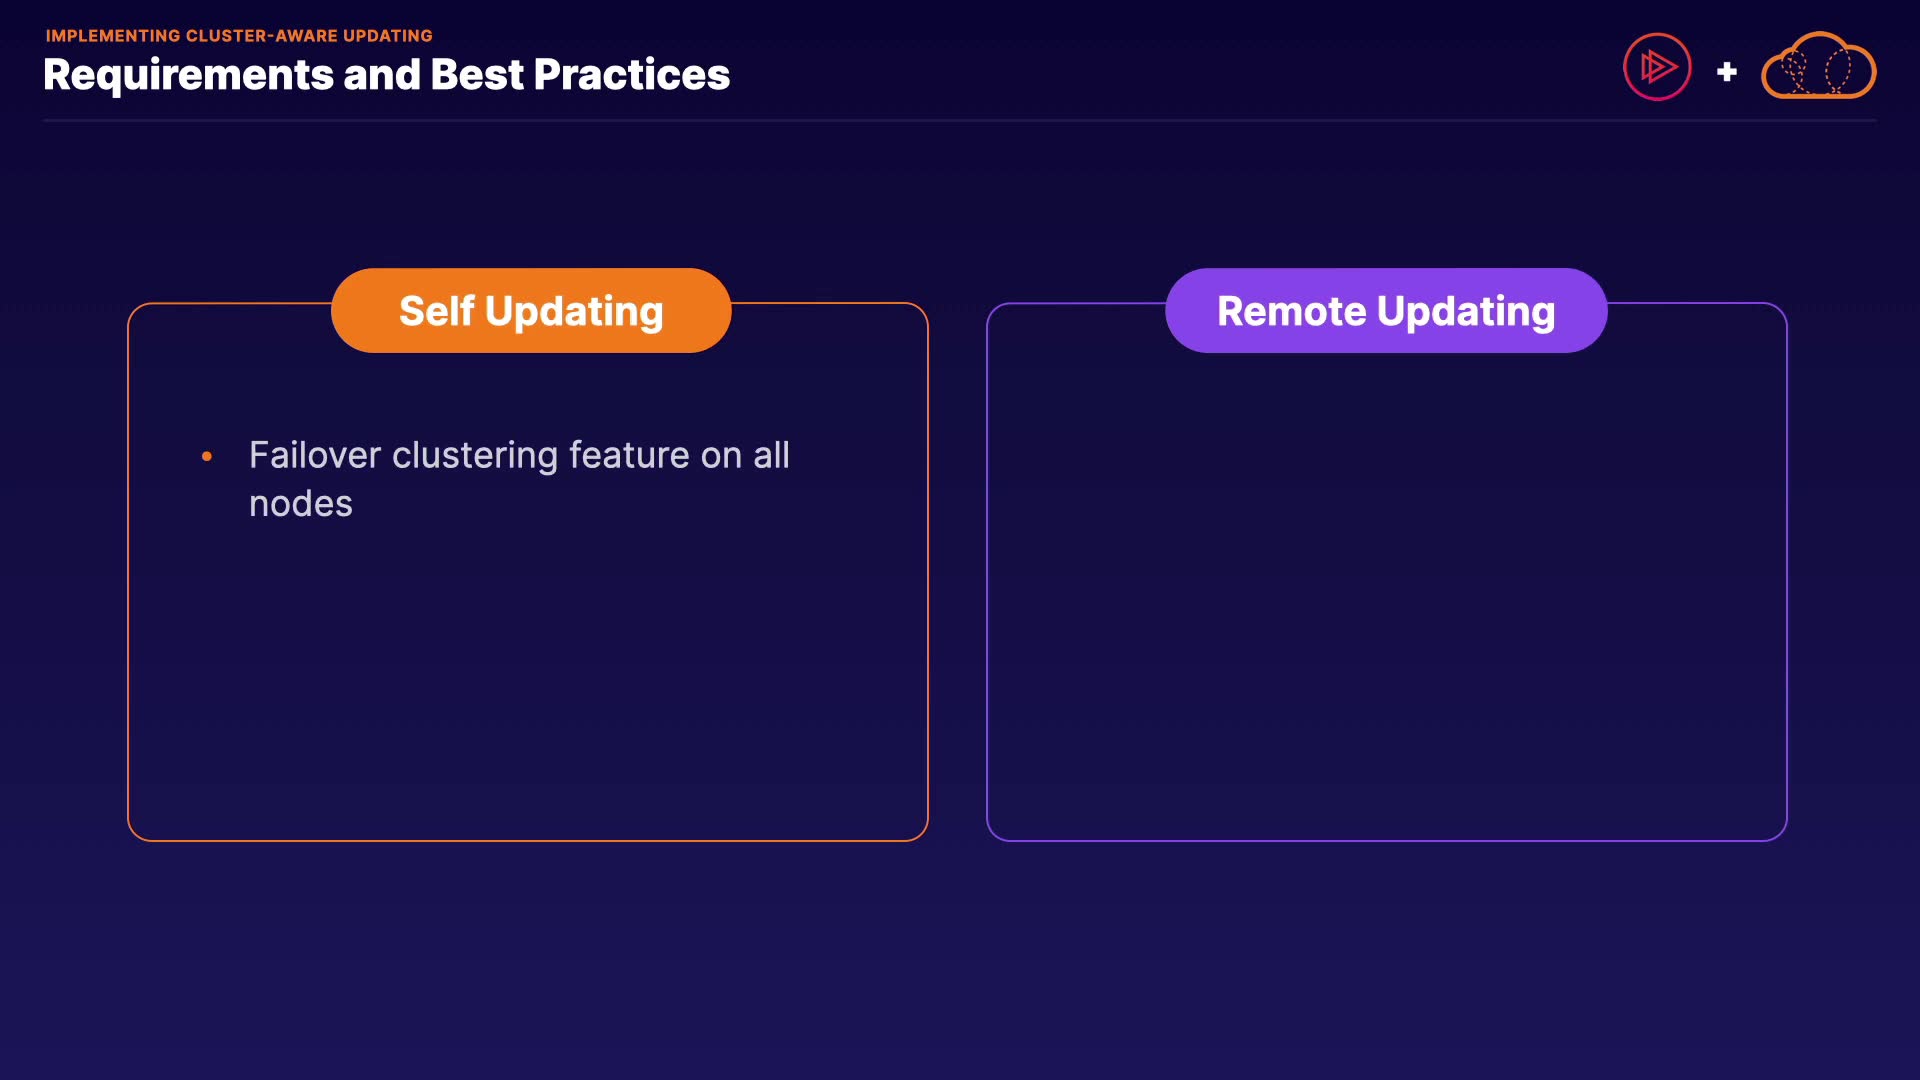 IMPLEMENTING CLUSTER-AWARE UPDATING
Requirements and Best Practices
+
Self Updating
• Failover clustering feature on all
nodes
Remote Updating